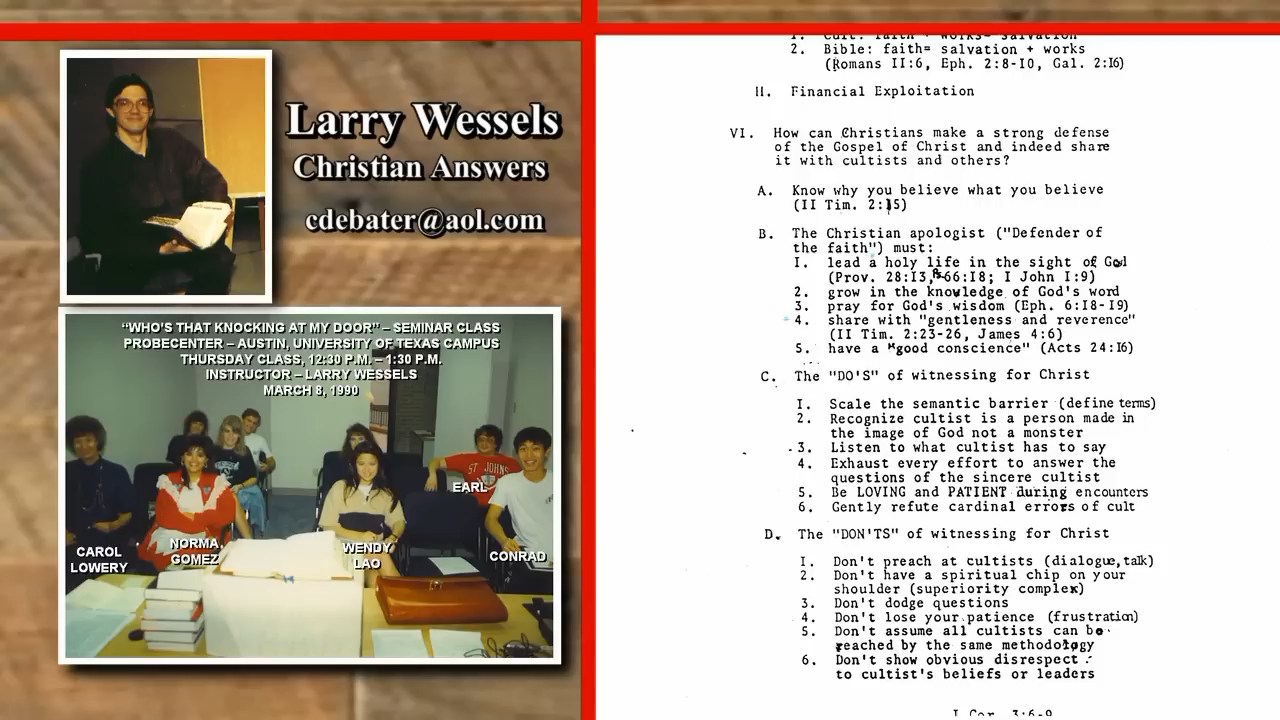 Larry Wessels
Christian Answers
cdebater@aol.com
“WHO'S THAT KNOCKING AT MY DOOR” – SEMINAR CLASS
PROBECENTER – AUSTIN, UNIVERSITY OF TEXAS CAMPUS
THURSDAY CLASS, 12:30 P.M. – 1:30 P.M.
INSTRUCTOR – LARRY WESSELS
MARCH 8, 1990
ST JOHNS
EARL
CAROL
LOWERY
NORMA
GOMEZ
WENDY
LAO
CONRAD
1. Cult: faith + works= salvation
2. Bible: faith= salvation + works
(Romans II:6, Eph. 2:8-10, Gal. 2:16)
II. Financial Exploitation
VI. How can Christians make a strong defense
of the Gospel of Christ and indeed share
it with cultists and others?
A. Know why you believe what you believe
(II Tim. 2:15)
B. The Christian apologist ("Defender of
the faith") must:
I. lead a holy life in the sight of God
(Prov. 28:13, 66:18; I John I:9)
2. grow in the knowledge of God's word
3. pray for God's wisdom (Eph. 6:18-19)
4. share with "gentleness and reverence"
(II Tim. 2:23-26, James 4:6)
5. have a "good conscience" (Acts 24:16)
C. The "DO'S" of witnessing for Christ
I. Scale the semantic barrier (define terms)
2. Recognize cultist is a person made in
the image of God not a monster
3. Listen to what cultist has to say
4. Exhaust every effort to answer the
questions of the sincere cultist
5. Be LOVING and PATIENT during encounters
6. Gently refute cardinal errors of cult
D. The "DON'TS" of witnessing for Christ
I. Don't preach at cultists (dialogue,talk)
2. Don't have a spiritual chip on your
shoulder (superiority complex)
3. Don't dodge questions
4. Don't lose your patience (frustration)
5. Don't assume all cultists can be
reached by the same methodology
6. Don't show obvious disrespect
to cultist's beliefs or leaders
I Cor. 3:6-9